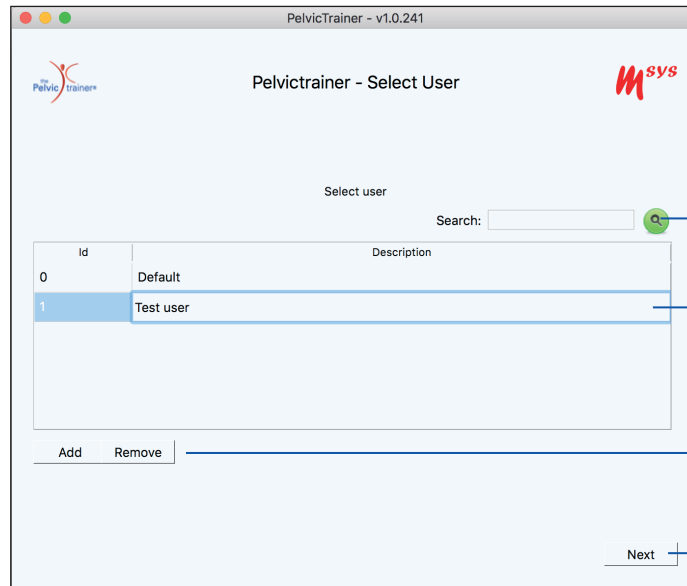 PelvicTrainer - v1.0.241
the
Pelvic trainer®
Pelvictrainer - Select User
Msys
Select user
Search:
Id Description
0 Default
1 Test user
Add Remove
Next